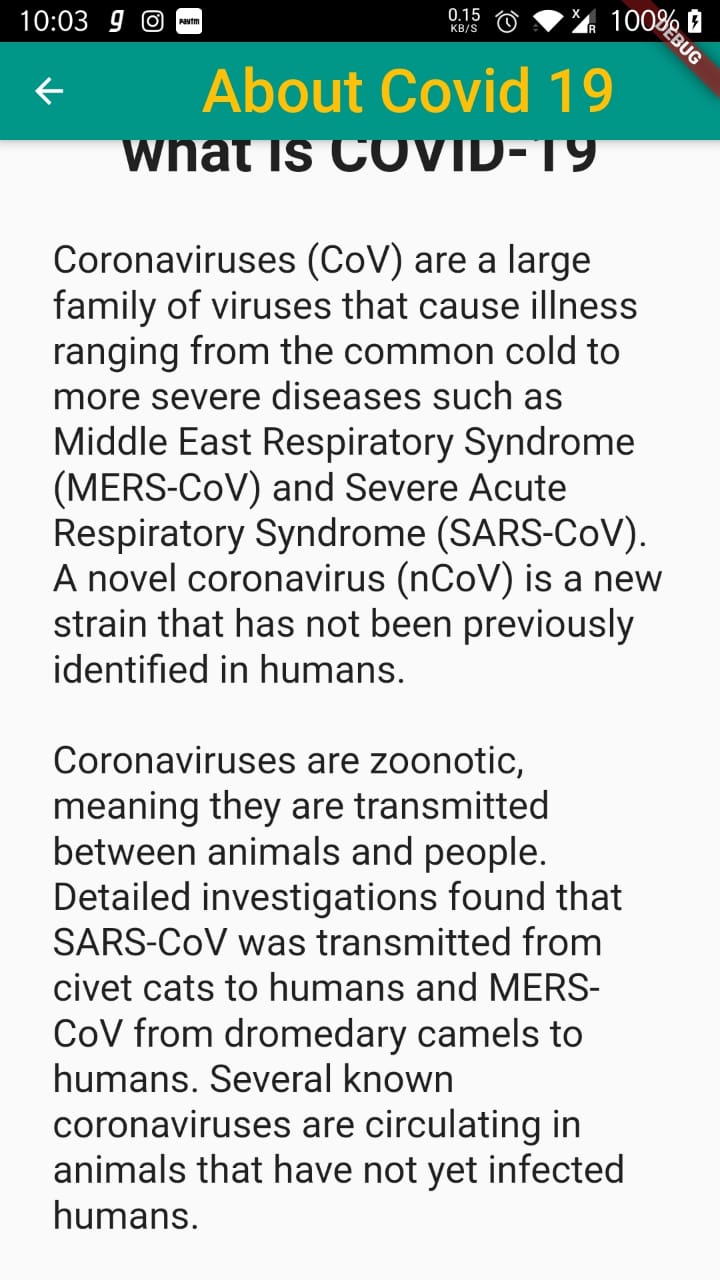 10:03 g Paytm 0.15 KB/S X R 100%
DEBUG
About Covid 19
what is COVID-19
Coronaviruses (CoV) are a large
family of viruses that cause illness
ranging from the common cold to
more severe diseases such as
Middle East Respiratory Syndrome
(MERS-CoV) and Severe Acute
Respiratory Syndrome (SARS-CoV).
A novel coronavirus (nCoV) is a new
strain that has not been previously
identified in humans.
Coronaviruses are zoonotic,
meaning they are transmitted
between animals and people.
Detailed investigations found that
SARS-CoV was transmitted from
civet cats to humans and MERS-
CoV from dromedary camels to
humans. Several known
coronaviruses are circulating in
animals that have not yet infected
humans.